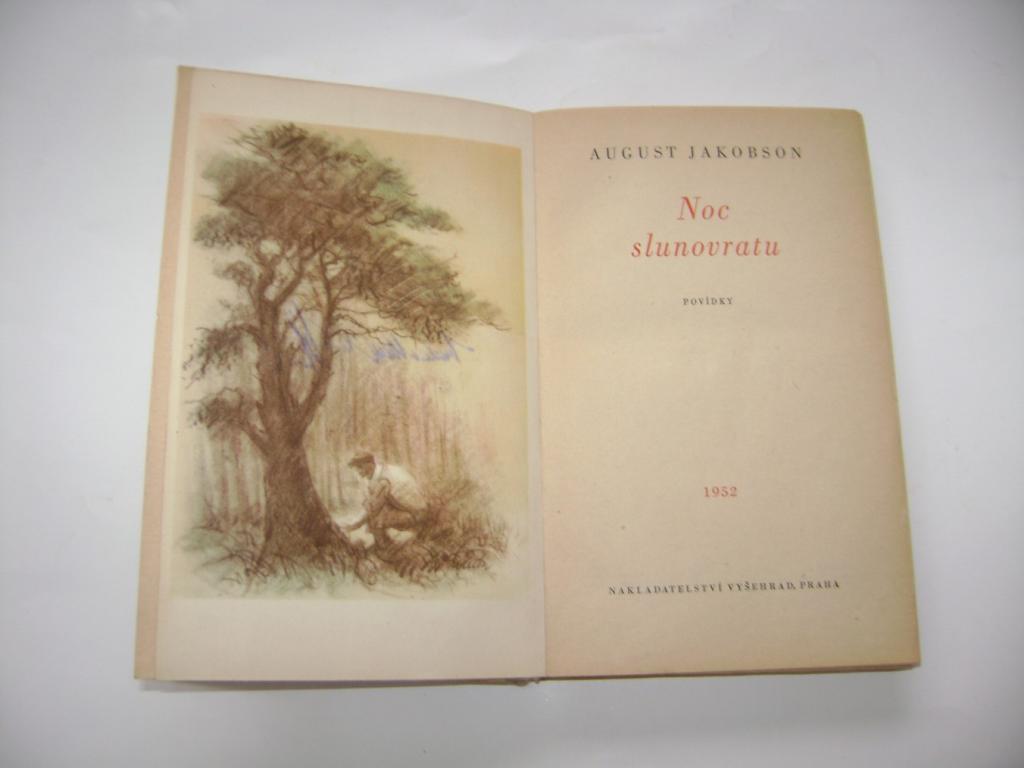 AUGUST JAKOBSON
Noc
slunovratu
POVÍDKY
1952
NAKLADATELSTVÍ VYŠEHRAD, PRAHA